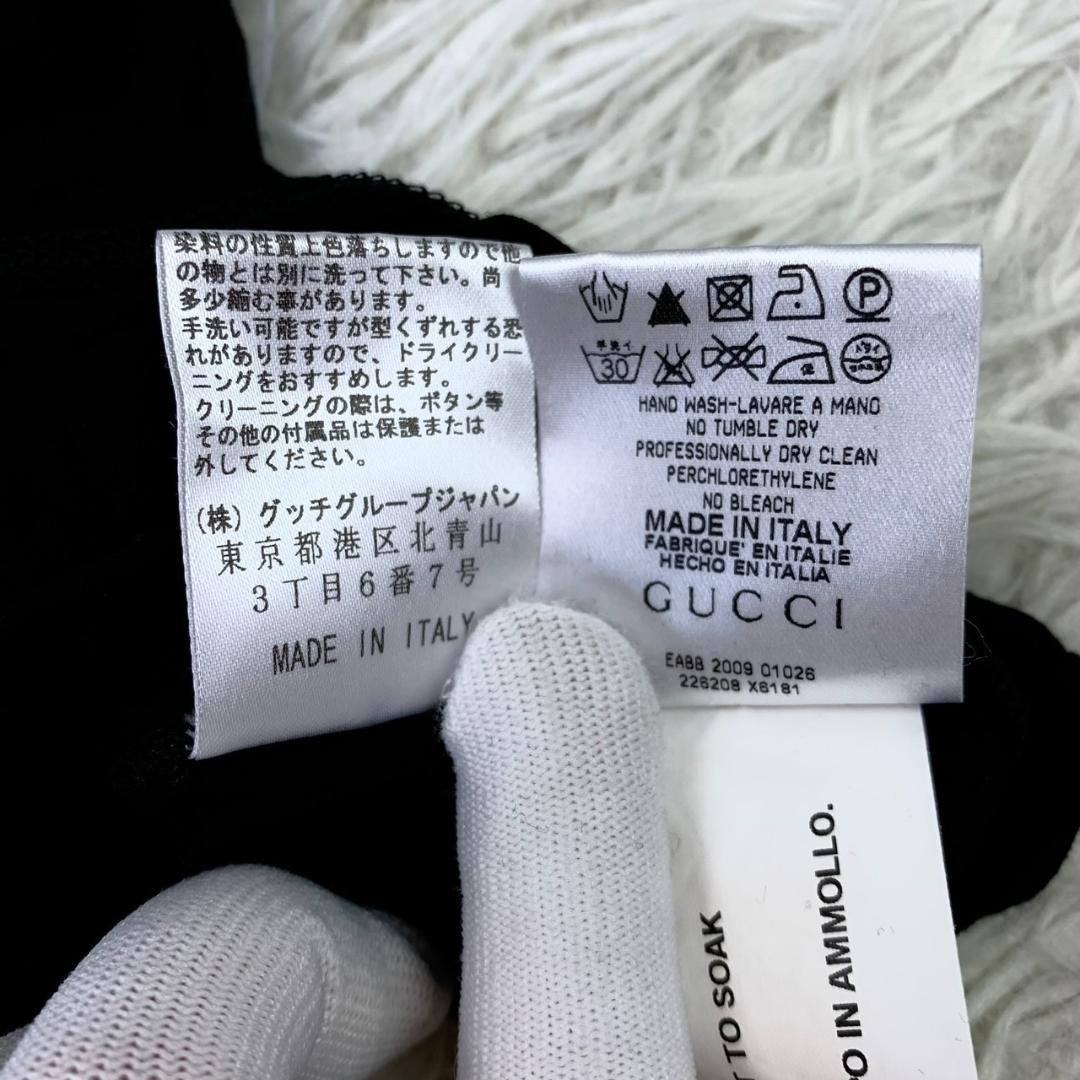 染料の性質上色落ちしますので他
の物とは別に洗って下さい。尚
多少縮む事があります。
手洗い可能ですが型くずれする恐
れがありますので、ドライクリー
ニングをおすすめします。
クリーニングの際は、ボタン等
その他の付属品は保護または
外してください。
(株) グッチグループジャパン
東京都港区北青山
3丁目6番7号
MADE IN ITALY
P
手洗イ
30
低
ドライ
HAND WASH-LAVARE A MANO
NO TUMBLE DRY
PROFESSIONALLY DRY CLEAN
PERCHLORETHYLENE
NO BLEACH
MADE IN ITALY
FABRIQUE' EN ITALIE
HECHO EN ITALIA
GUCCI
EABB 2009 01026
226208 X6181
TO SOAK
IN AMMOLLO.